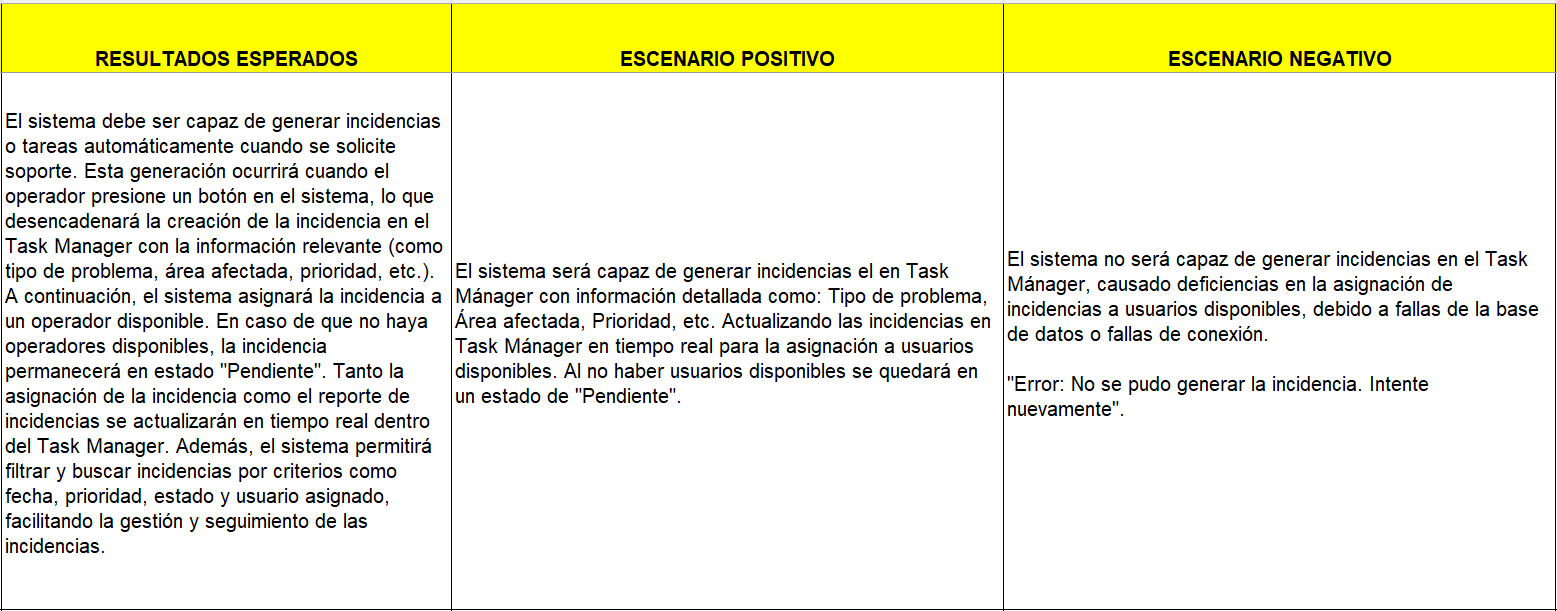 RESULTADOS ESPERADOS
ESCENARIO POSITIVO
ESCENARIO NEGATIVO
El sistema debe ser capaz de generar incidencias
o tareas automáticamente cuando se solicite
soporte. Esta generación ocurrirá cuando el
operador presione un botón en el sistema, lo que
desencadenará la creación de la incidencia en el
Task Manager con la información relevante (como
tipo de problema, área afectada, prioridad, etc.).
A continuación, el sistema asignará la incidencia a
un operador disponible. En caso de que no haya
operadores disponibles, la incidencia
permanecerá en estado "Pendiente". Tanto la
asignación de la incidencia como el reporte de
incidencias se actualizarán en tiempo real dentro
del Task Manager. Además, el sistema permitirá
filtrar y buscar incidencias por criterios como
fecha, prioridad, estado y usuario asignado,
facilitando la gestión y seguimiento de las
incidencias.
El sistema será capaz de generar incidencias el en Task
Mánager con información detallada como: Tipo de problema,
Área afectada, Prioridad, etc. Actualizando las incidencias en
Task Mánager en tiempo real para la asignación a usuarios
disponibles. Al no haber usuarios disponibles se quedará en
un estado de "Pendiente".
El sistema no será capaz de generar incidencias en el Task
Mánager, causado deficiencias en la asignación de
incidencias a usuarios disponibles, debido a fallas de la base
de datos o fallas de conexión.
"Error: No se pudo generar la incidencia. Intente
nuevamente".